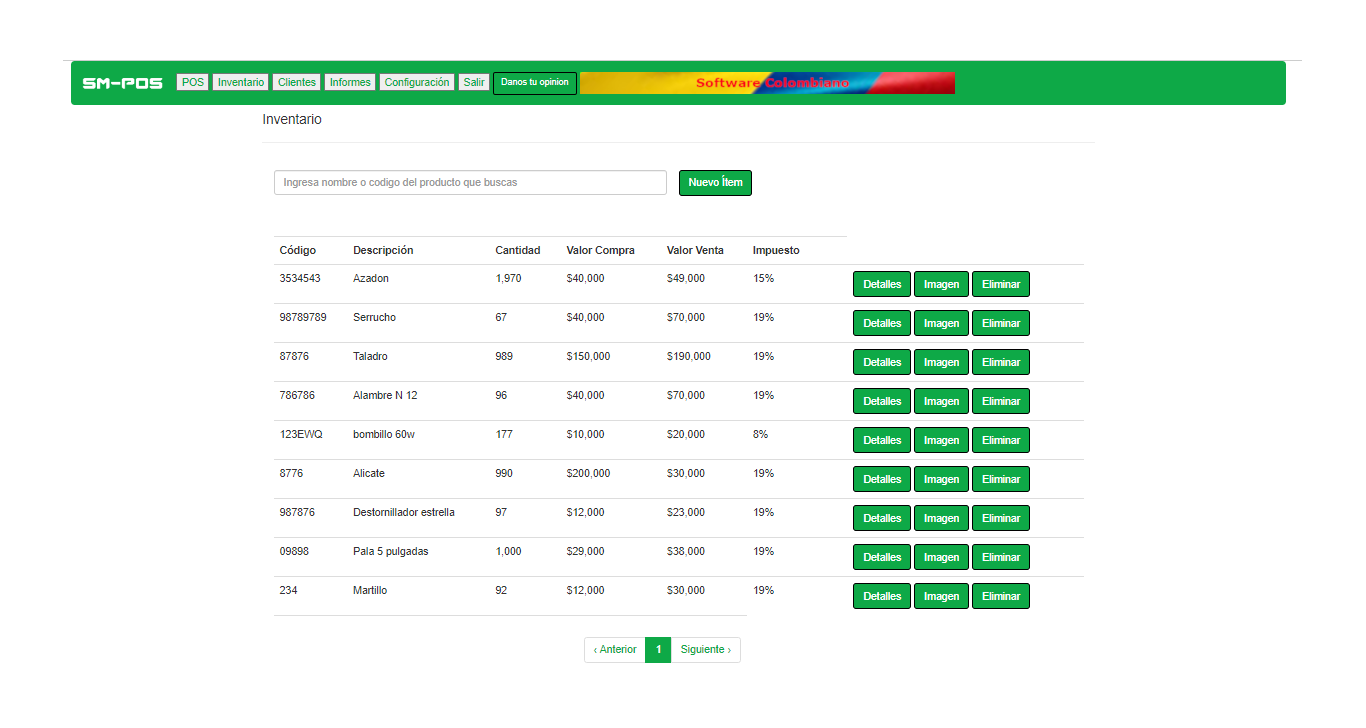 SM-POS POS Inventario Clientes Informes Configuración Salir Danos tu opinion Software Colombiano
Inventario
Ingresa nombre o codigo del producto que buscas Nuevo Ítem
Código Descripción Cantidad Valor Compra Valor Venta Impuesto
3534543 Azadon 1,970 $40,000 $49,000 15% Detalles Imagen Eliminar
98789789 Serrucho 67 $40,000 $70,000 19% Detalles Imagen Eliminar
87876 Taladro 989 $150,000 $190,000 19% Detalles Imagen Eliminar
786786 Alambre N 12 96 $40,000 $70,000 19% Detalles Imagen Eliminar
123EWQ bombillo 60w 177 $10,000 $20,000 8% Detalles Imagen Eliminar
8776 Alicate 990 $200,000 $30,000 19% Detalles Imagen Eliminar
987876 Destornillador estrella 97 $12,000 $23,000 19% Detalles Imagen Eliminar
09898 Pala 5 pulgadas 1,000 $29,000 $38,000 19% Detalles Imagen Eliminar
234 Martillo 92 $12,000 $30,000 19% Detalles Imagen Eliminar
‹ Anterior 1 Siguiente ›